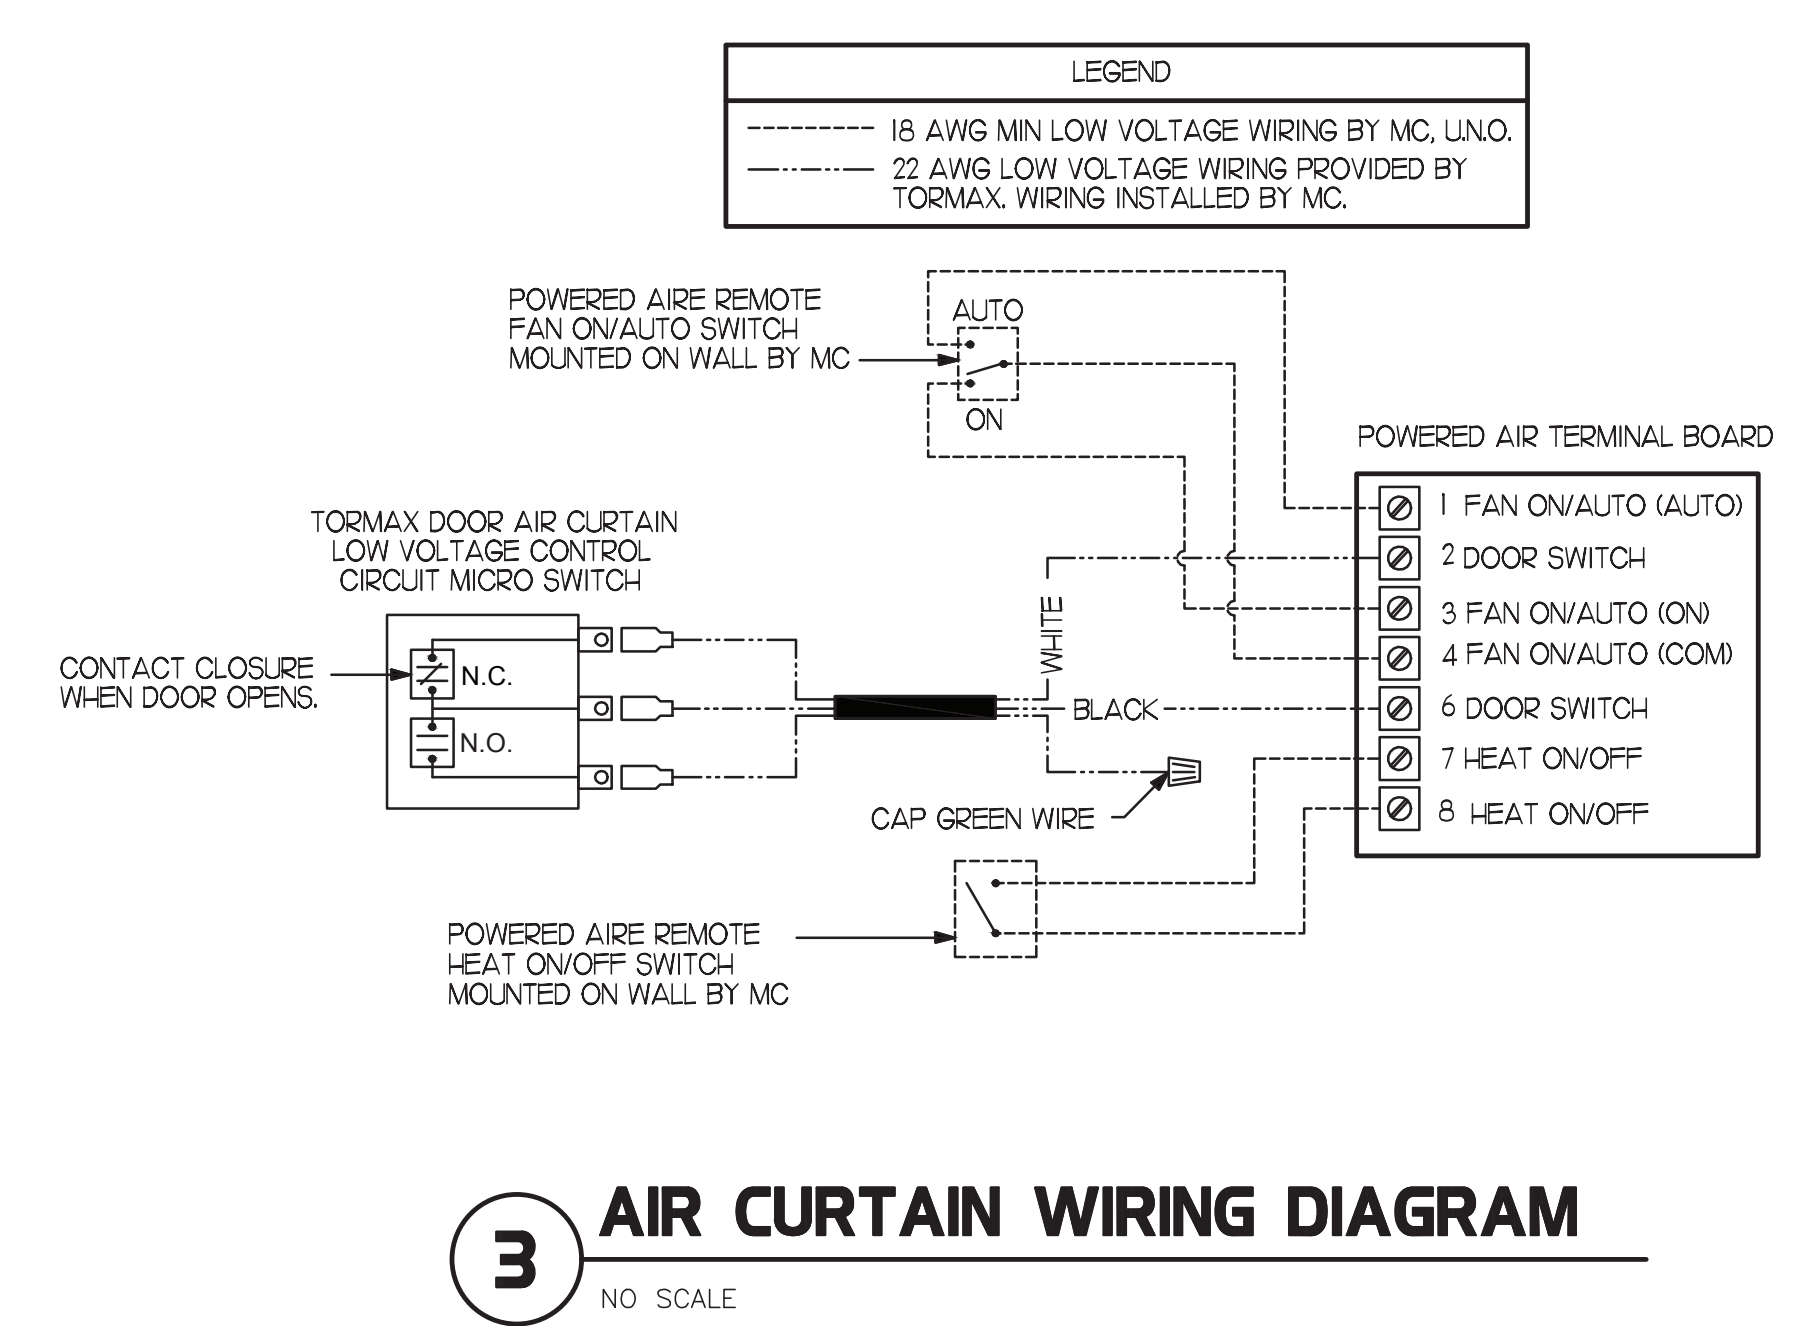 LEGEND
18 AWG MIN LOW VOLTAGE WIRING BY MC, U.N.O.
22 AWG LOW VOLTAGE WIRING PROVIDED BY
TORMAX. WIRING INSTALLED BY MC.
POWERED AIRE REMOTE
FAN ON/AUTO SWITCH
MOUNTED ON WALL BY MC
AUTO
ON
POWERED AIR TERMINAL BOARD
1 FAN ON/AUTO (AUTO)
2 DOOR SWITCH
3 FAN ON/AUTO (ON)
4 FAN ON/AUTO (COM)
6 DOOR SWITCH
7 HEAT ON/OFF
8 HEAT ON/OFF
TORMAX DOOR AIR CURTAIN
LOW VOLTAGE CONTROL
CIRCUIT MICRO SWITCH
CONTACT CLOSURE
WHEN DOOR OPENS.
N.C.
N.O.
WHITE
BLACK
CAP GREEN WIRE
POWERED AIRE REMOTE
HEAT ON/OFF SWITCH
MOUNTED ON WALL BY MC
3
AIR CURTAIN WIRING DIAGRAM
NO SCALE